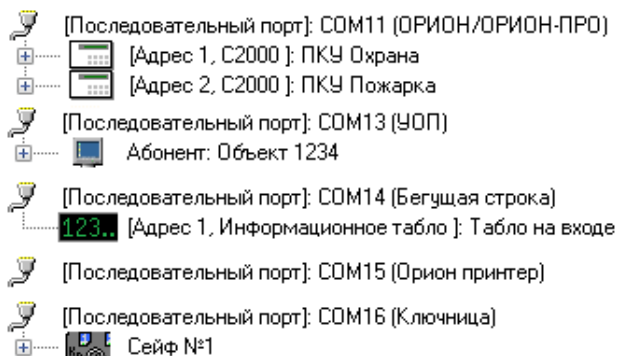 [Последовательный порт]: COM11 (ОРИОН/ОРИОН-ПРО)
[Адрес 1, С2000 ]: ПКУ Охрана
[Адрес 2, С2000 ]: ПКУ Пожарка
[Последовательный порт]: COM13 (УОП)
Абонент: Объект 1234
[Последовательный порт]: COM14 (Бегущая строка)
123.. [Адрес 1, Информационное табло ]: Табло на входе
[Последовательный порт]: COM15 (Орион принтер)
[Последовательный порт]: COM16 (Ключница)
Сейф №1